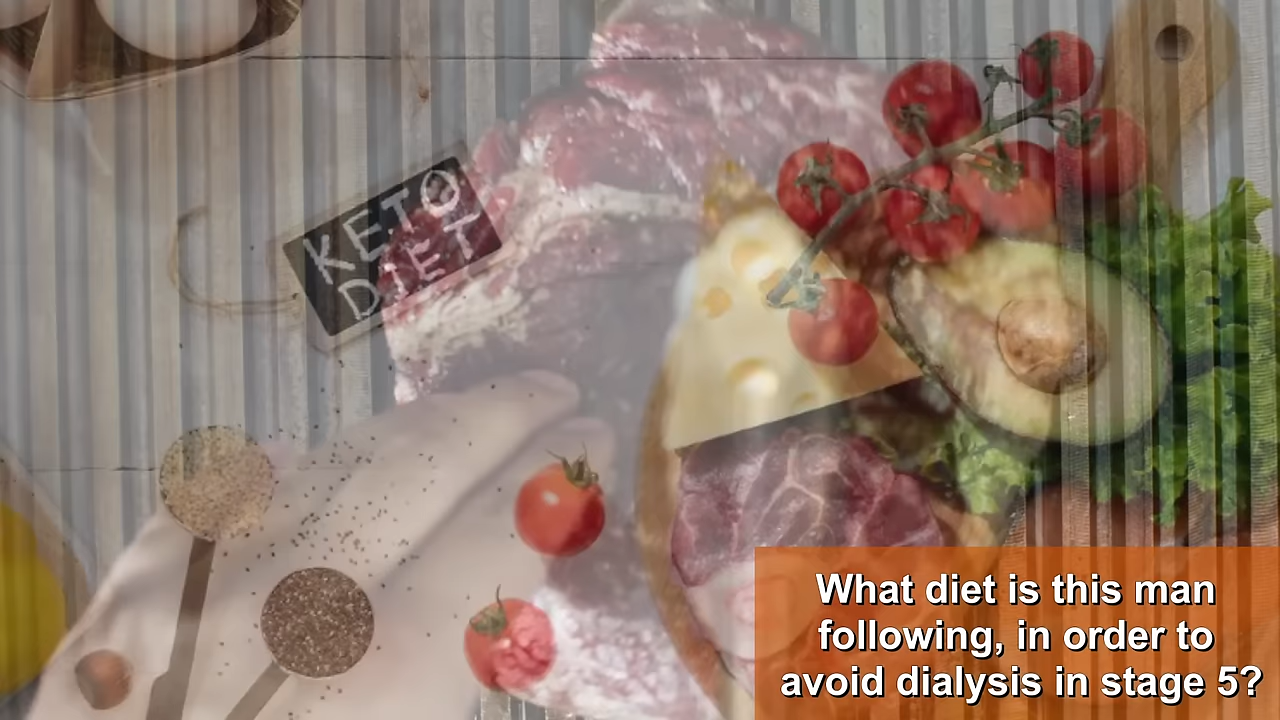 KETO
DIET
What diet is this man
following, in order to
avoid dialysis in stage 5?